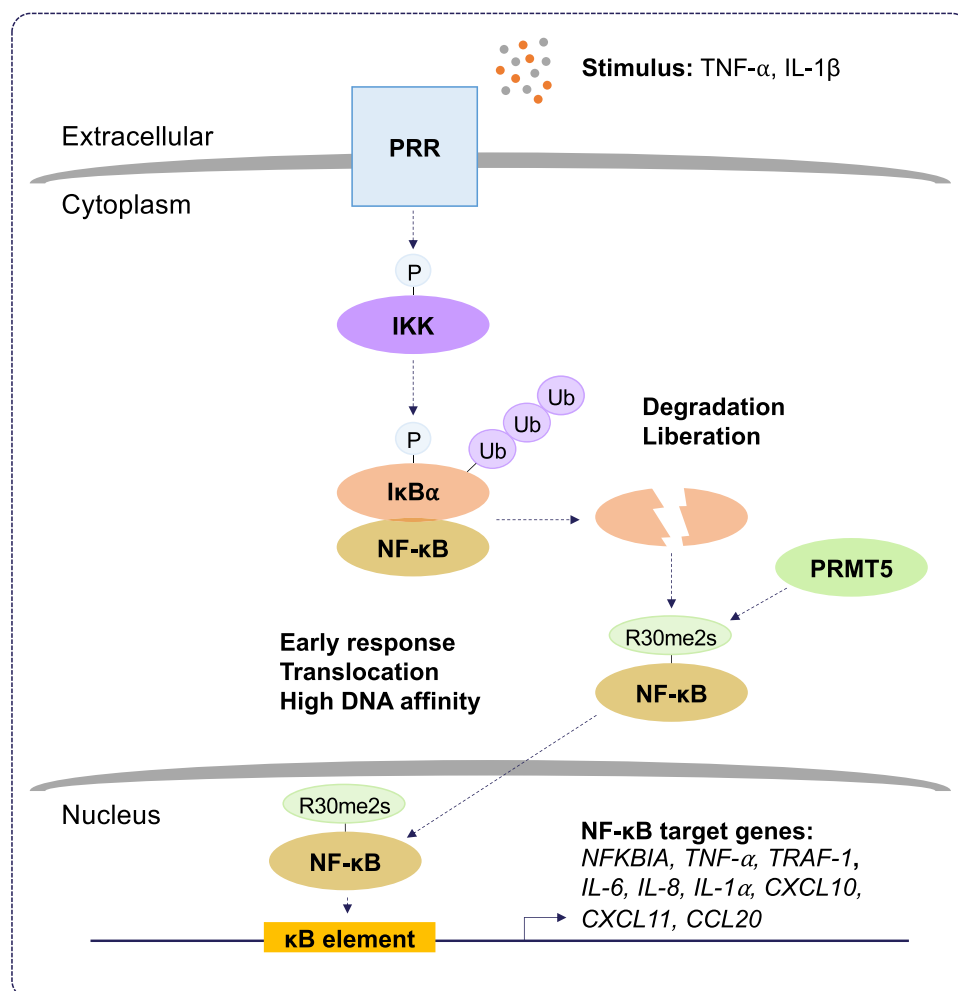 Stimulus: TNF-α, IL-1β
Extracellular
PRR
Cytoplasm
P
IKK
Ub
Ub
Ub
P
IκBα
NF-κB
Degradation
Liberation
PRMT5
R30me2s
NF-κB
Early response
Translocation
High DNA affinity
Nucleus
R30me2s
NF-κB
κB element
NF-κB target genes:
NFKBIA, TNF-α, TRAF-1,
IL-6, IL-8, IL-1α, CXCL10,
CXCL11, CCL20